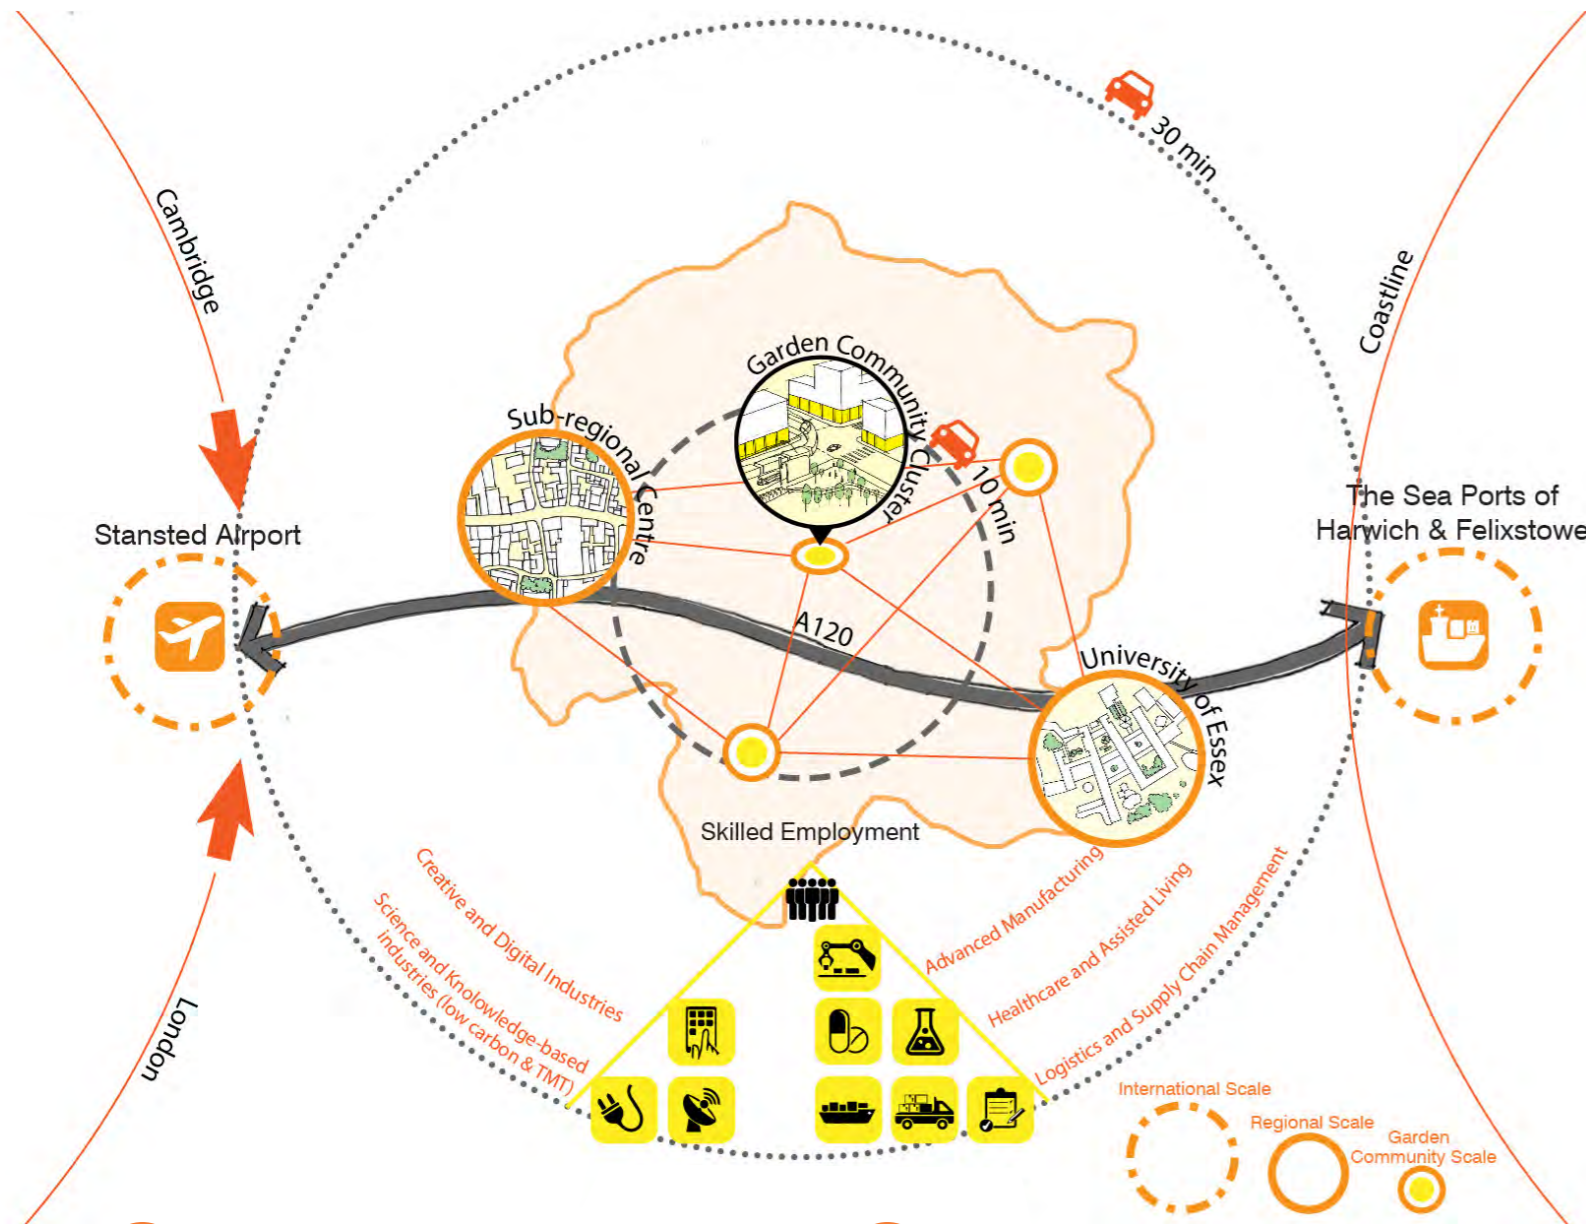 30 min
Cambridge
Coastline
Garden Community Cluster
Sub-regional Centre
10 min
Stansted Airport
The Sea Ports of
Harwich & Felixstowe
A120
University of Essex
Skilled Employment
Creative and Digital Industries
Science and Knolowledge-based
industries (low carbon & TMT)
Advanced Manufacturing
Healthcare and Assisted Living
Logistics and Supply Chain Management
London
International Scale
Regional Scale
Garden
Community Scale